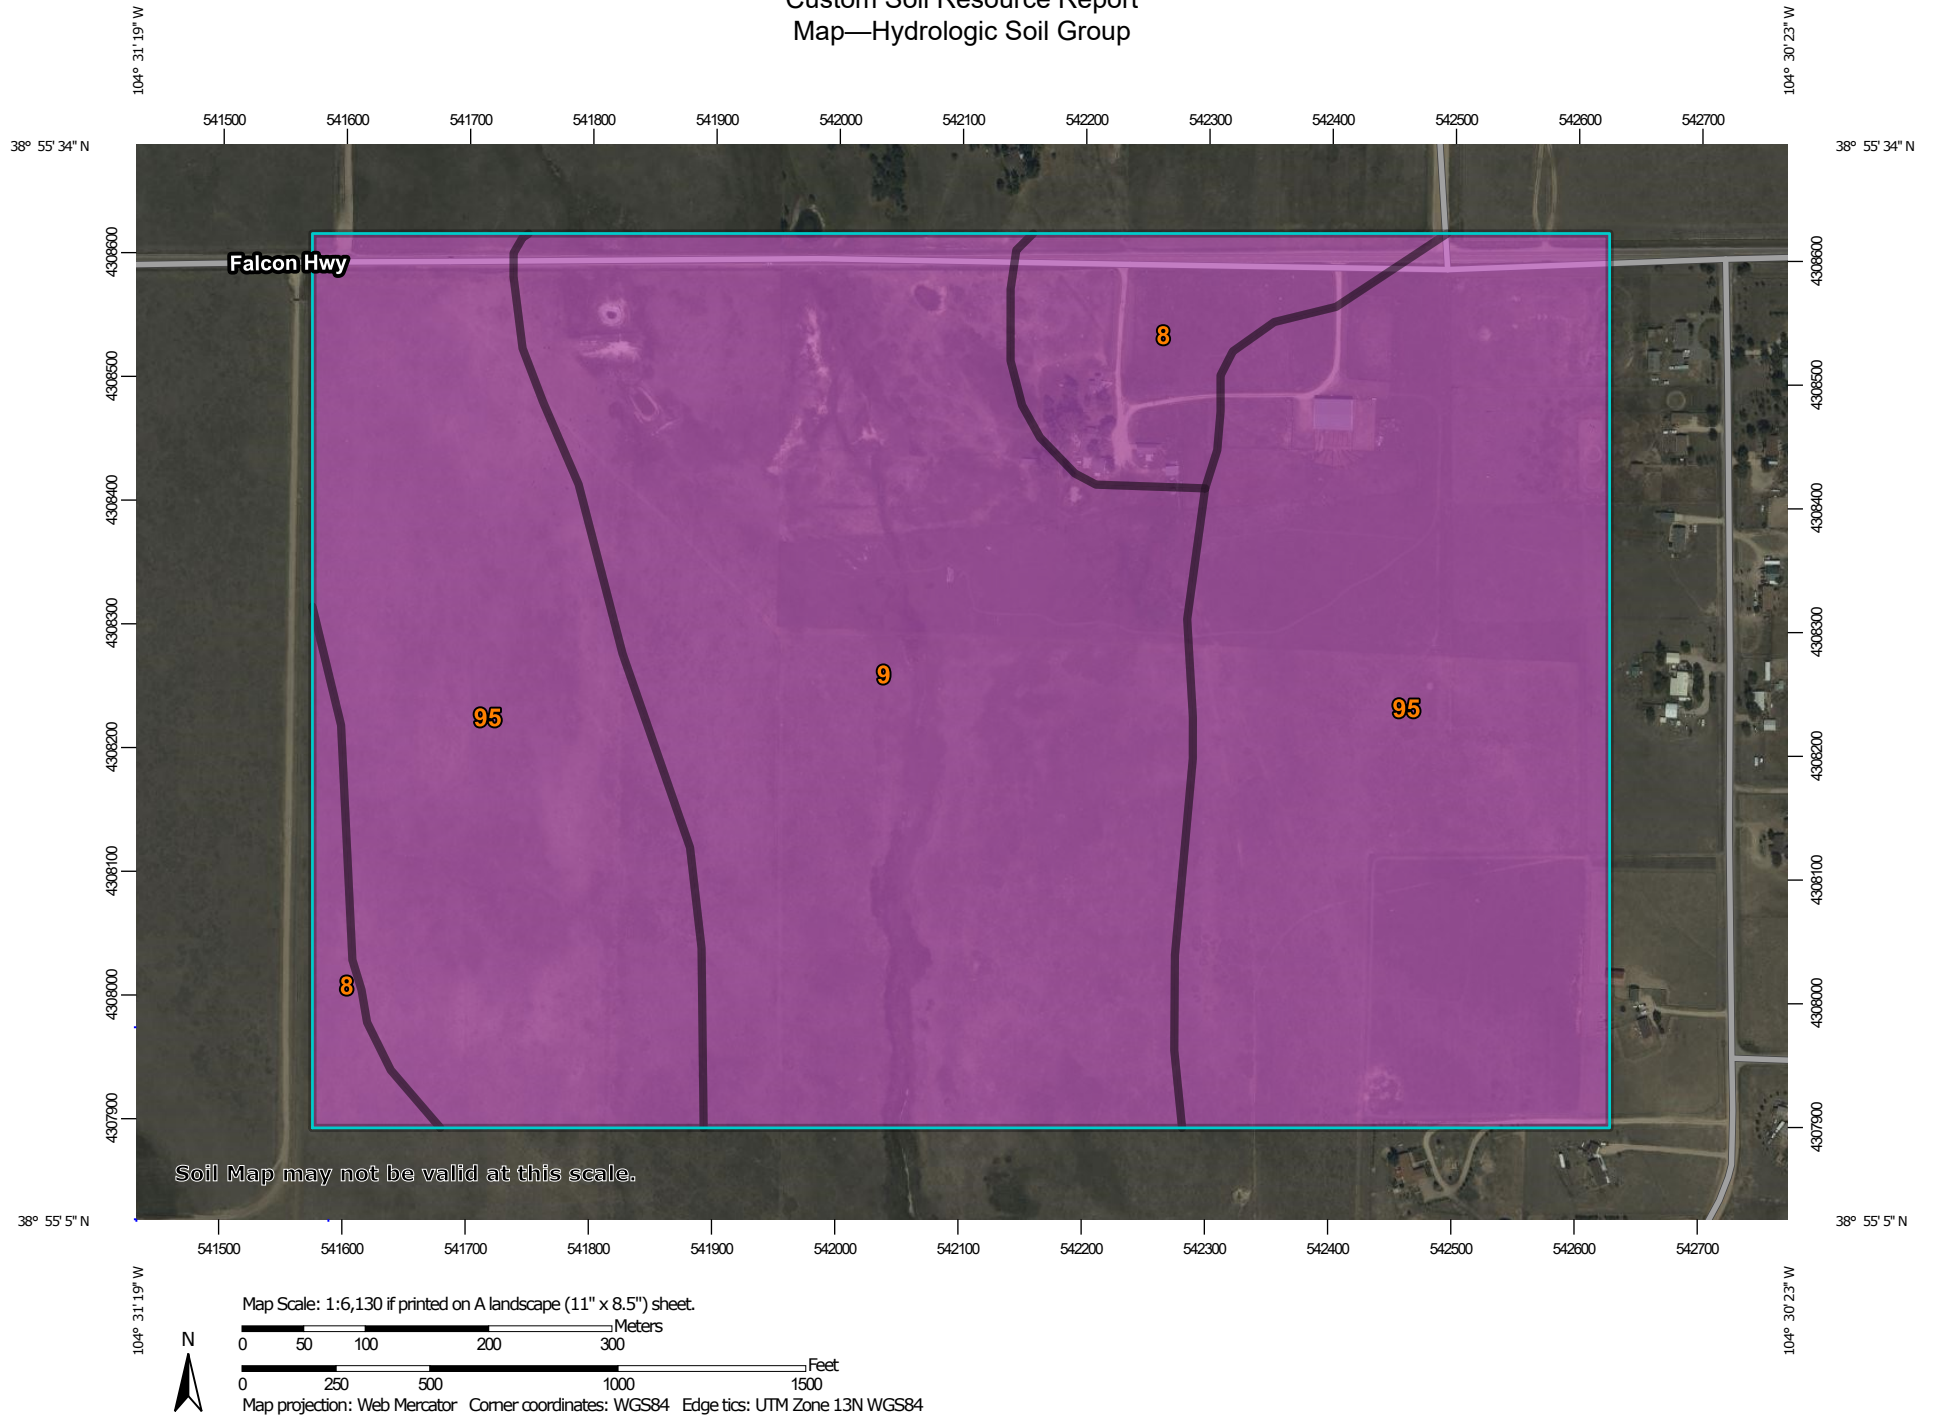 Custom Soil Resource Report
Map—Hydrologic Soil Group
104° 31' 19" W
104° 30' 23" W
541500 541600 541700 541800 541900 542000 542100 542200 542300 542400 542500 542600 542700
38° 55' 34" N
38° 55' 34" N
4308600
4308600
Falcon Hwy
8
4308500
4308500
4308400
4308400
4308300
4308300
9
95
95
4308200
4308200
4308100
4308100
8
4308000
4308000
4307900
4307900
Soil Map may not be valid at this scale.
38° 55' 5" N
38° 55' 5" N
541500 541600 541700 541800 541900 542000 542100 542200 542300 542400 542500 542600 542700
104° 31' 19" W
104° 30' 23" W
Map Scale: 1:6,130 if printed on A landscape (11" x 8.5") sheet.
Meters
0 50 100 200 300
N
Feet
0 250 500 1000 1500
Map projection: Web Mercator Corner coordinates: WGS84 Edge tics: UTM Zone 13N WGS84